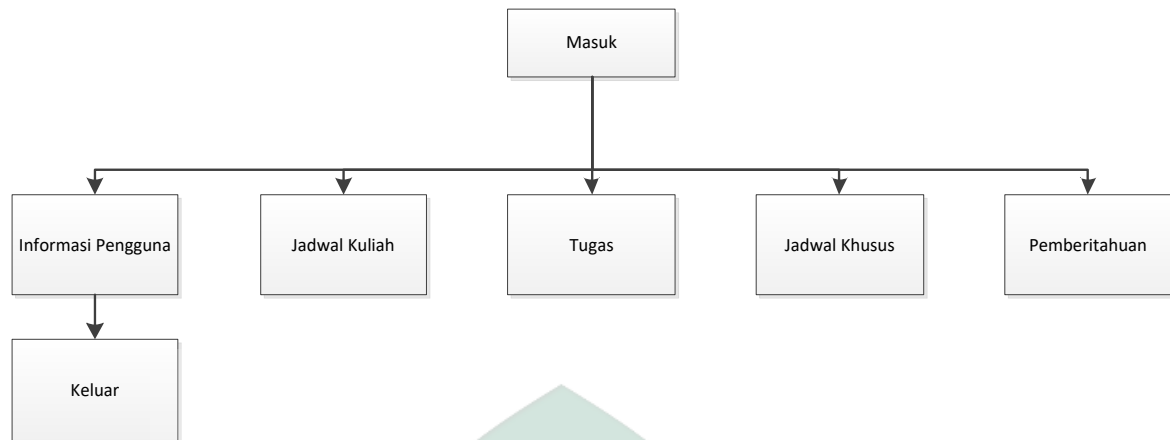 Masuk
Informasi Pengguna
Jadwal Kuliah
Tugas
Jadwal Khusus
Pemberitahuan
Keluar